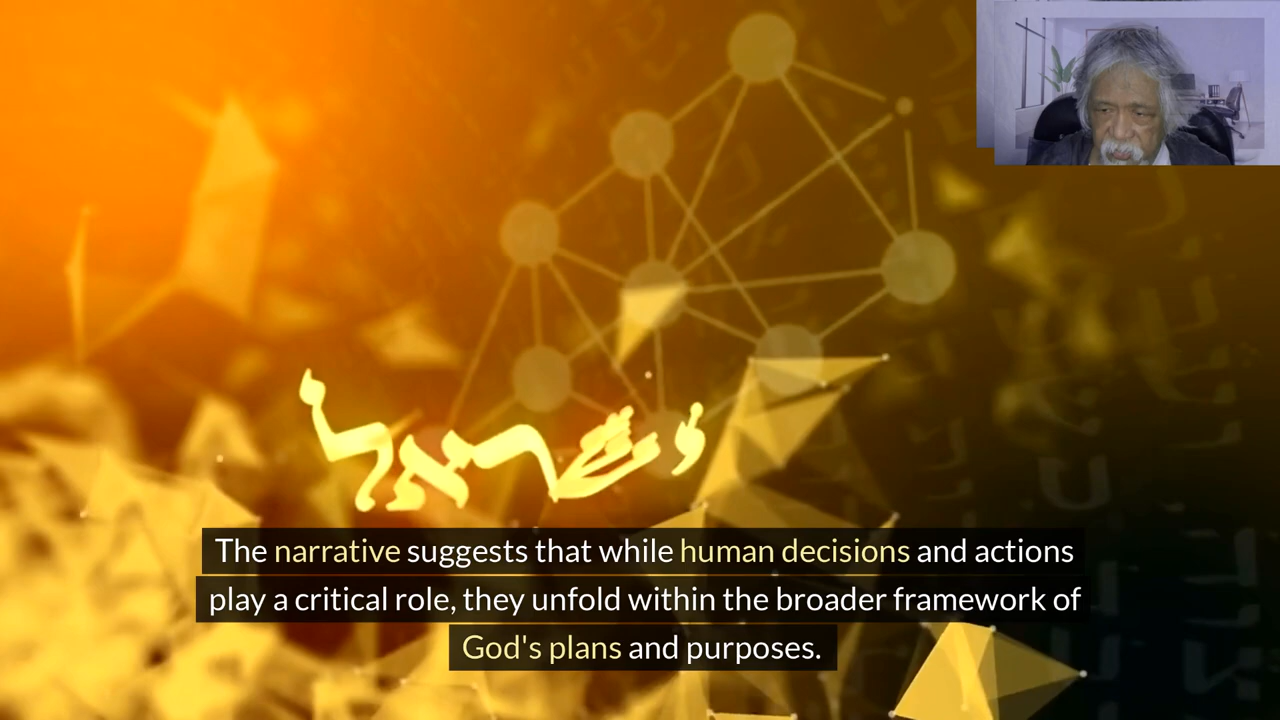 ישראל
The narrative suggests that while human decisions and actions
play a critical role, they unfold within the broader framework of
God's plans and purposes.